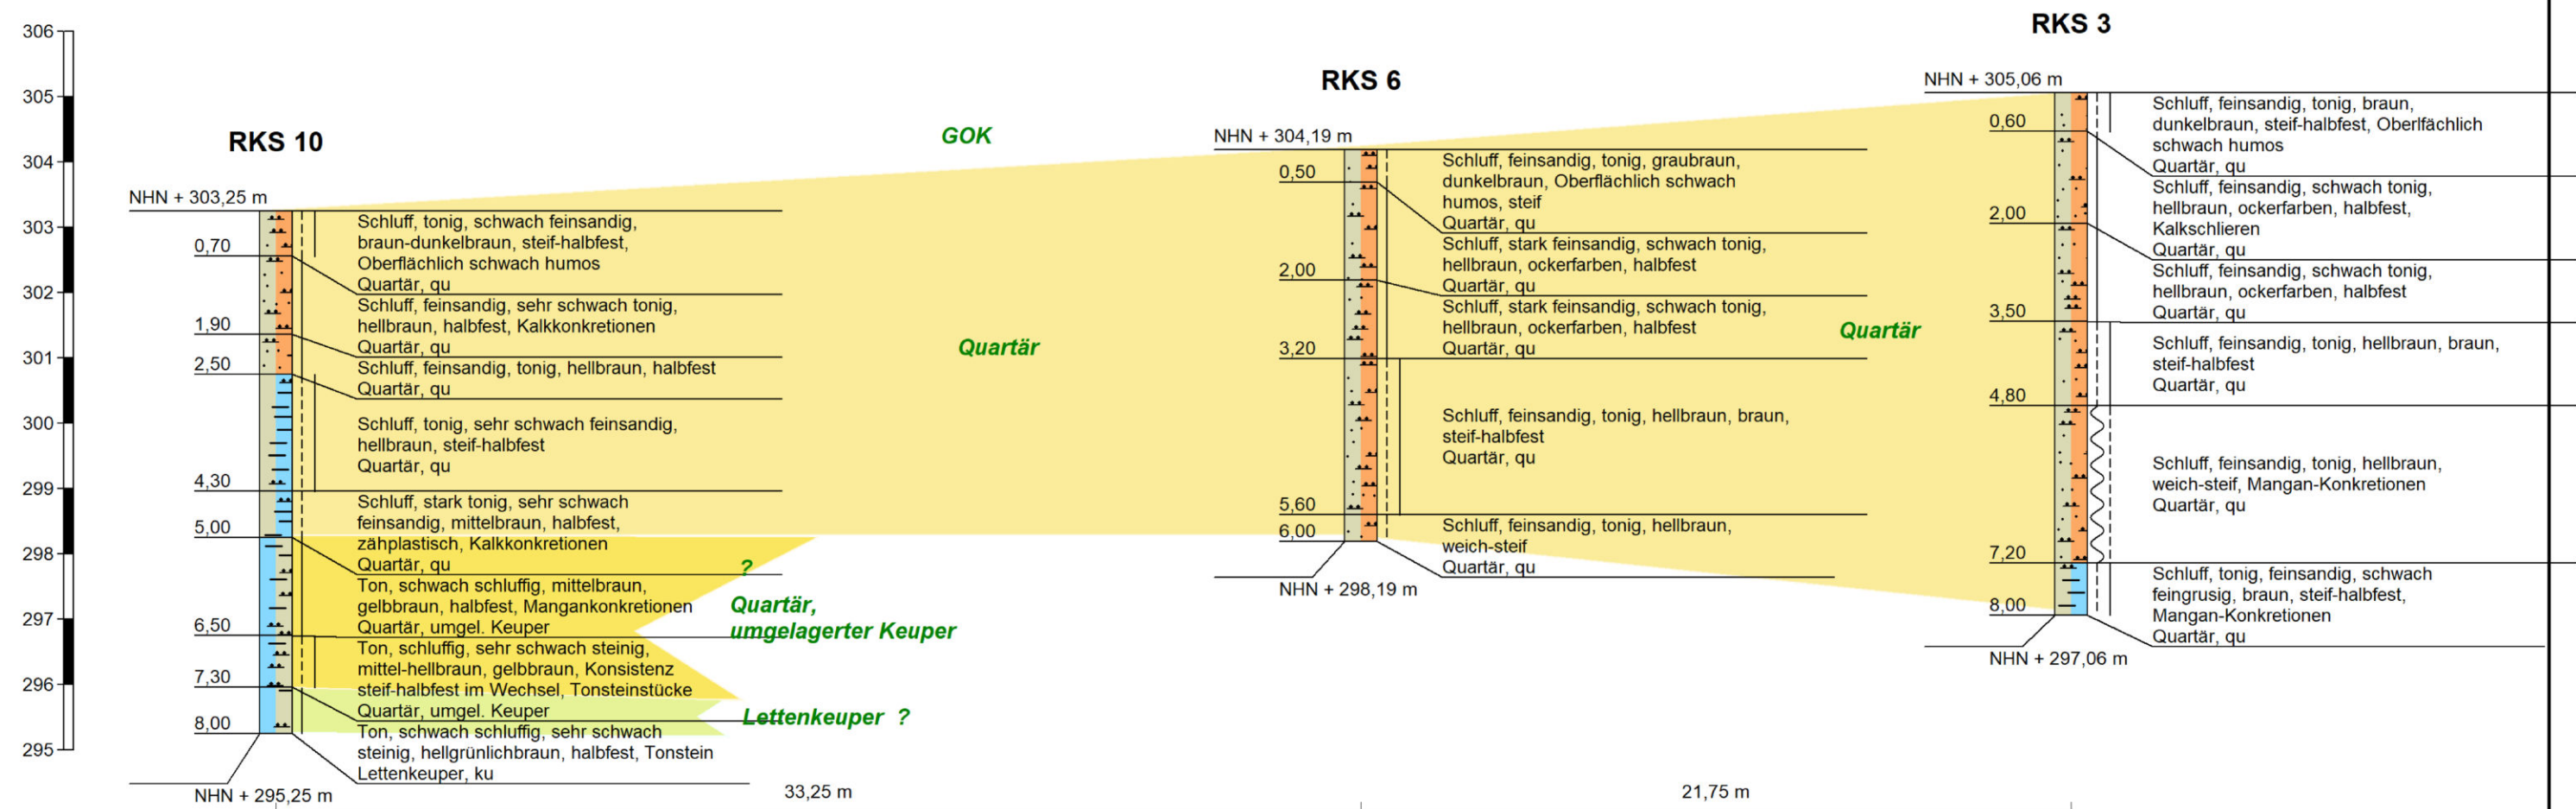 306
305
304
303
302
301
300
299
298
297
296
295
RKS 10
NHN + 303,25 m
0,70
1,90
2,50
4,30
5,00
6,50
7,30
8,00
NHN + 295,25 m
Schluff, tonig, schwach feinsandig,
braun-dunkelbraun, steif-halbfest,
Oberflächlich schwach humos
Quartär, qu
Schluff, feinsandig, sehr schwach tonig,
hellbraun, halbfest, Kalkkonkretionen
Quartär, qu
Schluff, feinsandig, tonig, hellbraun, halbfest
Quartär, qu
Schluff, tonig, sehr schwach feinsandig,
hellbraun, steif-halbfest
Quartär, qu
Schluff, stark tonig, sehr schwach
feinsandig, mittelbraun, halbfest,
zähplastisch, Kalkkonkretionen
Quartär, qu
Ton, schwach schluffig, mittelbraun,
gelbbraun, halbfest, Mangankonkretionen
Quartär, umgel. Keuper
Ton, schluffig, sehr schwach steinig,
mittel-hellbraun, gelbbraun, Konsistenz
steif-halbfest im Wechsel, Tonsteinstücke
Quartär, umgel. Keuper
Ton, schwach schluffig, sehr schwach
steinig, hellgrünlichbraun, halbfest, Tonstein
Lettenkeuper, ku
GOK
Quartär
?
Quartär,
umgelagerter Keuper
Lettenkeuper ?
33,25 m
RKS 6
NHN + 304,19 m
0,50
2,00
3,20
5,60
6,00
NHN + 298,19 m
Schluff, feinsandig, tonig, graubraun,
dunkelbraun, Oberflächlich schwach
humos, steif
Quartär, qu
Schluff, stark feinsandig, schwach tonig,
hellbraun, ockerfarben, halbfest
Quartär, qu
Schluff, stark feinsandig, schwach tonig,
hellbraun, ockerfarben, halbfest
Quartär, qu
Schluff, feinsandig, tonig, hellbraun, braun,
steif-halbfest
Quartär, qu
Schluff, feinsandig, tonig, hellbraun,
weich-steif
Quartär, qu
Quartär
21,75 m
RKS 3
NHN + 305,06 m
0,60
2,00
3,50
4,80
7,20
8,00
NHN + 297,06 m
Schluff, feinsandig, tonig, braun,
dunkelbraun, steif-halbfest, Oberlfächlich
schwach humos
Quartär, qu
Schluff, feinsandig, schwach tonig,
hellbraun, ockerfarben, halbfest,
Kalkschlieren
Quartär, qu
Schluff, feinsandig, schwach tonig,
hellbraun, ockerfarben, halbfest
Quartär, qu
Schluff, feinsandig, tonig, hellbraun, braun,
steif-halbfest
Quartär, qu
Schluff, feinsandig, tonig, hellbraun,
weich-steif, Mangan-Konkretionen
Quartär, qu
Schluff, tonig, feinsandig, schwach
feingrusig, braun, steif-halbfest,
Mangan-Konkretionen
Quartär, qu